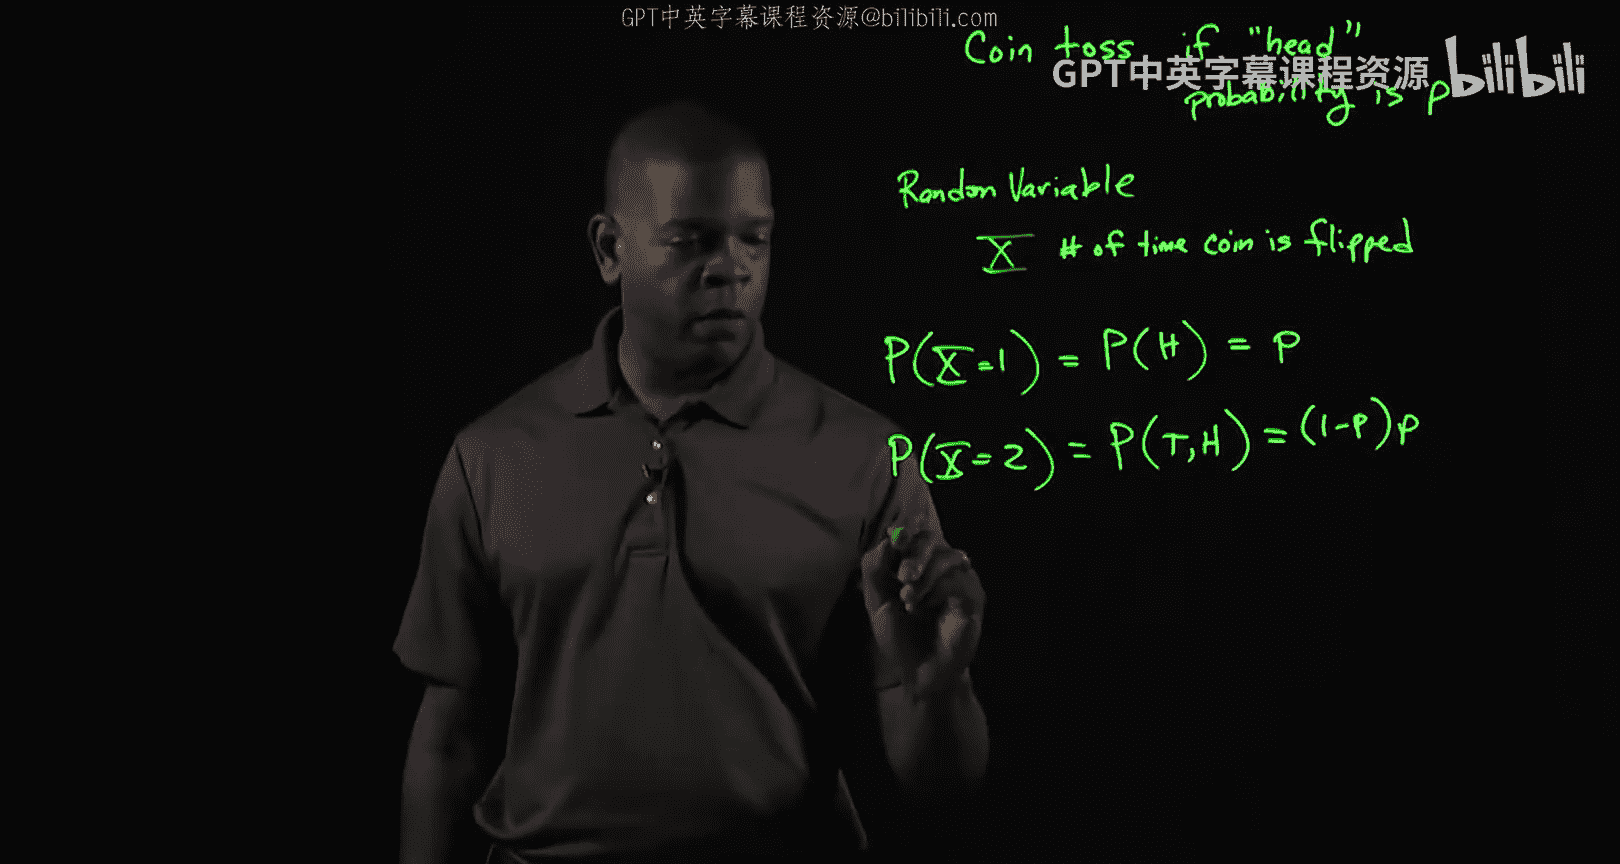 GPT中英字幕课程资源@bilibili.com
Coin toss if "head"
GPT中英字幕课程资源 bilibili
probability is p
Random Variable
X # of time coin is flipped
P(X=1) = P(H) = p
P(X=2) = P(T,H) = (1-p)p